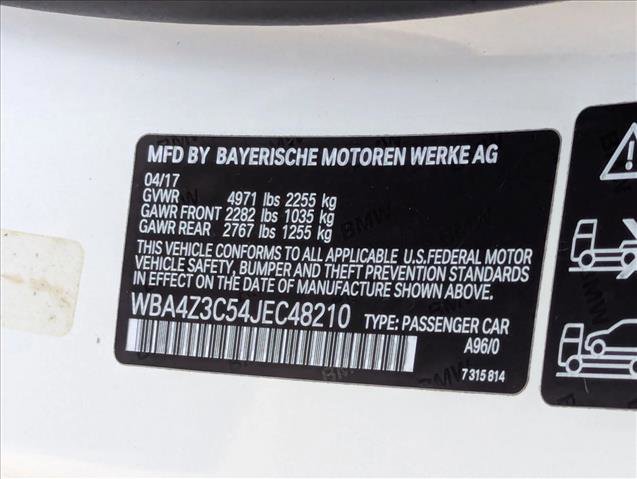 MFD BY BAYERISCHE MOTOREN WERKE AG
04/17
GVWR 4971 lbs 2255 kg
GAWR FRONT 2282 lbs 1035 kg
GAWR REAR 2767 lbs 1255 kg
THIS VEHICLE CONFORMS TO ALL APPLICABLE U.S.FEDERAL MOTOR
VEHICLE SAFETY, BUMPER AND THEFT PREVENTION STANDARDS
IN EFFECT ON THE DATE OF MANUFACTURE SHOWN ABOVE.
WBA4Z3C54JEC48210 TYPE: PASSENGER CAR
A96/0
7 315 814